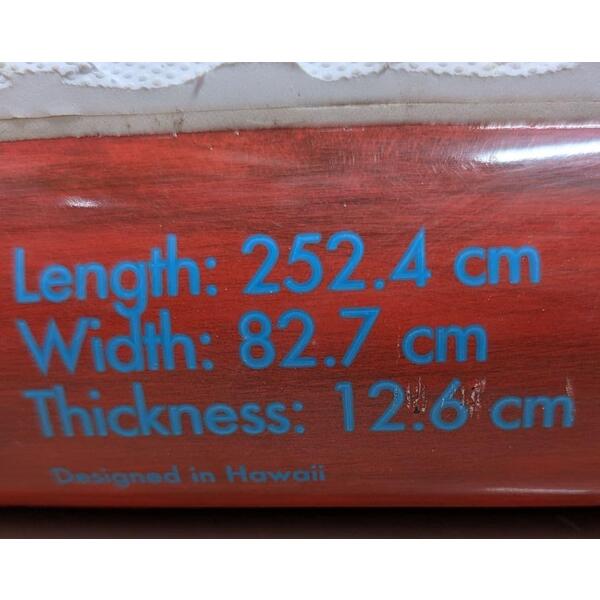 Length: 252.4 cm
Width: 82.7 cm
Thickness: 12.6 cm
Designed in Hawaii